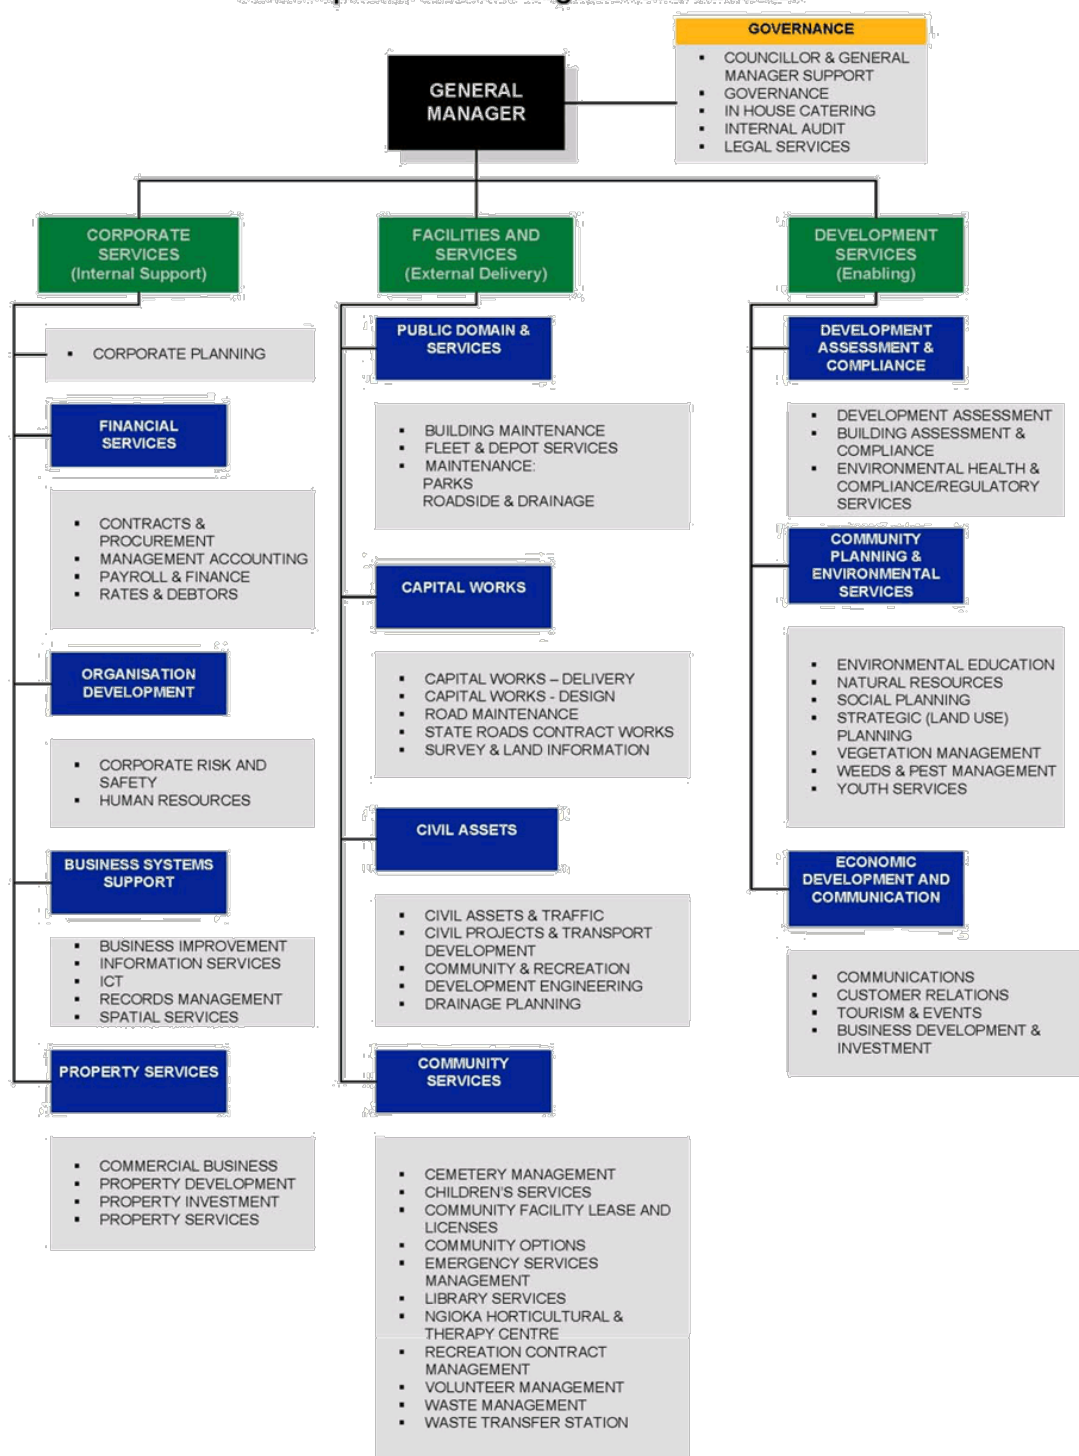 GOVERNANCE
COUNCILLOR & GENERAL
MANAGER SUPPORT
GOVERNANCE
IN HOUSE CATERING
INTERNAL AUDIT
LEGAL SERVICES
GENERAL
MANAGER
CORPORATE
SERVICES
(Internal Support)
CORPORATE PLANNING
FINANCIAL
SERVICES
CONTRACTS &
PROCUREMENT
MANAGEMENT ACCOUNTING
PAYROLL & FINANCE
RATES & DEBTORS
ORGANISATION
DEVELOPMENT
CORPORATE RISK AND
SAFETY
HUMAN RESOURCES
BUSINESS SYSTEMS
SUPPORT
BUSINESS IMPROVEMENT
INFORMATION SERVICES
ICT
RECORDS MANAGEMENT
SPATIAL SERVICES
PROPERTY SERVICES
COMMERCIAL BUSINESS
PROPERTY DEVELOPMENT
PROPERTY INVESTMENT
PROPERTY SERVICES
FACILITIES AND
SERVICES
(External Delivery)
PUBLIC DOMAIN &
SERVICES
BUILDING MAINTENANCE
FLEET & DEPOT SERVICES
MAINTENANCE:
PARKS
ROADSIDE & DRAINAGE
CAPITAL WORKS
CAPITAL WORKS – DELIVERY
CAPITAL WORKS - DESIGN
ROAD MAINTENANCE
STATE ROADS CONTRACT WORKS
SURVEY & LAND INFORMATION
CIVIL ASSETS
CIVIL ASSETS & TRAFFIC
CIVIL PROJECTS & TRANSPORT
DEVELOPMENT
COMMUNITY & RECREATION
DEVELOPMENT ENGINEERING
DRAINAGE PLANNING
COMMUNITY
SERVICES
CEMETERY MANAGEMENT
CHILDREN'S SERVICES
COMMUNITY FACILITY LEASE AND
LICENSES
COMMUNITY OPTIONS
EMERGENCY SERVICES
MANAGEMENT
LIBRARY SERVICES
NGIOKA HORTICULTURAL &
THERAPY CENTRE
RECREATION CONTRACT
MANAGEMENT
VOLUNTEER MANAGEMENT
WASTE MANAGEMENT
WASTE TRANSFER STATION
DEVELOPMENT
SERVICES
(Enabling)
DEVELOPMENT
ASSESSMENT &
COMPLIANCE
DEVELOPMENT ASSESSMENT
BUILDING ASSESSMENT &
COMPLIANCE
ENVIRONMENTAL HEALTH &
COMPLIANCE/REGULATORY
SERVICES
COMMUNITY
PLANNING &
ENVIRONMENTAL
SERVICES
ENVIRONMENTAL EDUCATION
NATURAL RESOURCES
SOCIAL PLANNING
STRATEGIC (LAND USE)
PLANNING
VEGETATION MANAGEMENT
WEEDS & PEST MANAGEMENT
YOUTH SERVICES
ECONOMIC
DEVELOPMENT AND
COMMUNICATION
COMMUNICATIONS
CUSTOMER RELATIONS
TOURISM & EVENTS
BUSINESS DEVELOPMENT &
INVESTMENT